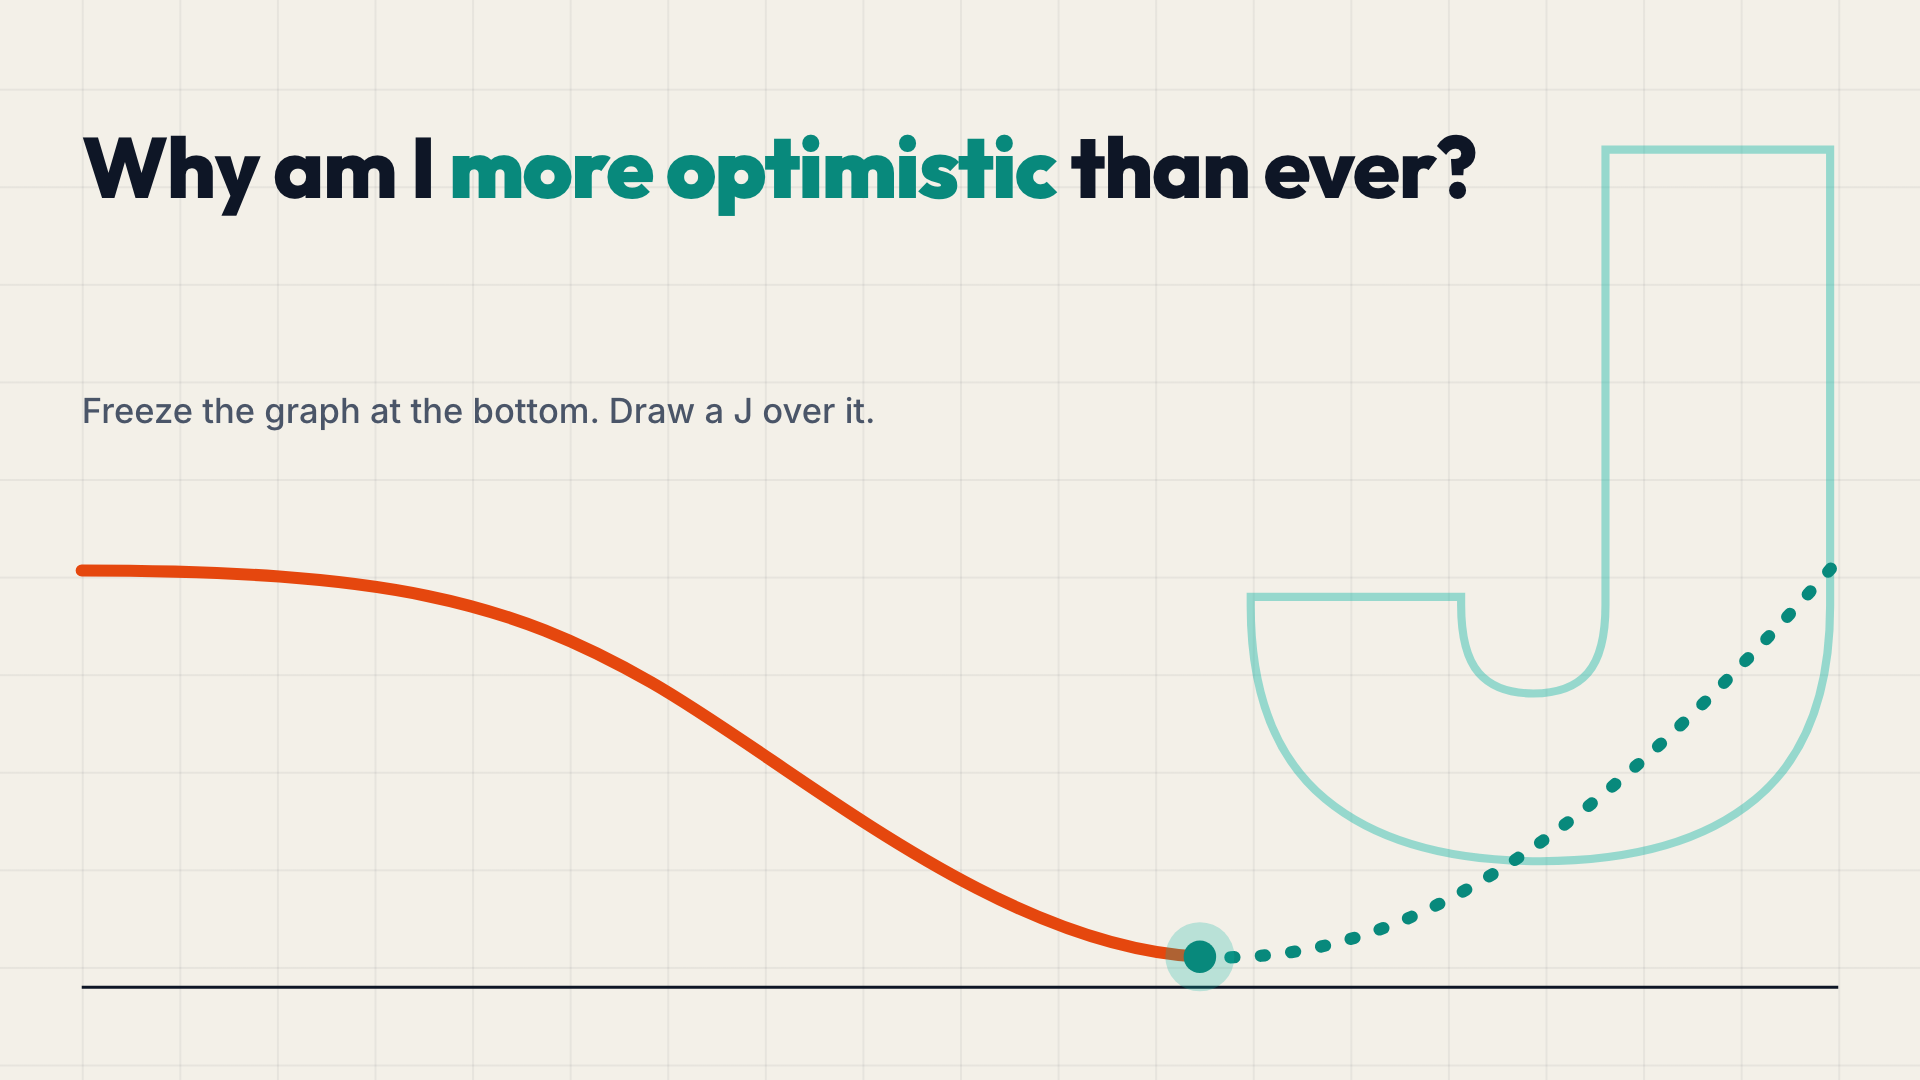 Why am I more optimistic than ever?
Freeze the graph at the bottom. Draw a J over it.
J